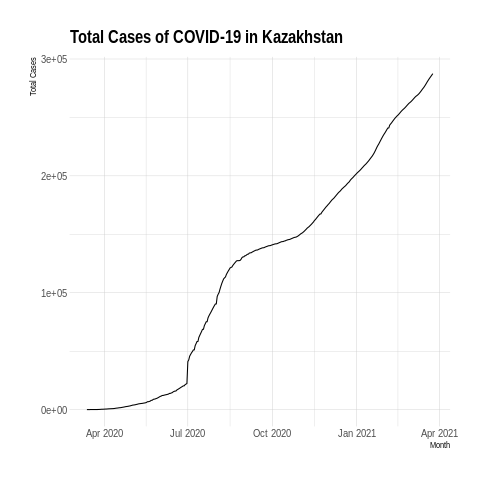 Total Cases of COVID-19 in Kazakhstan
Total Cases
3e+05
2e+05
1e+05
0e+00
Apr 2020 Jul 2020 Oct 2020 Jan 2021 Apr 2021
Month